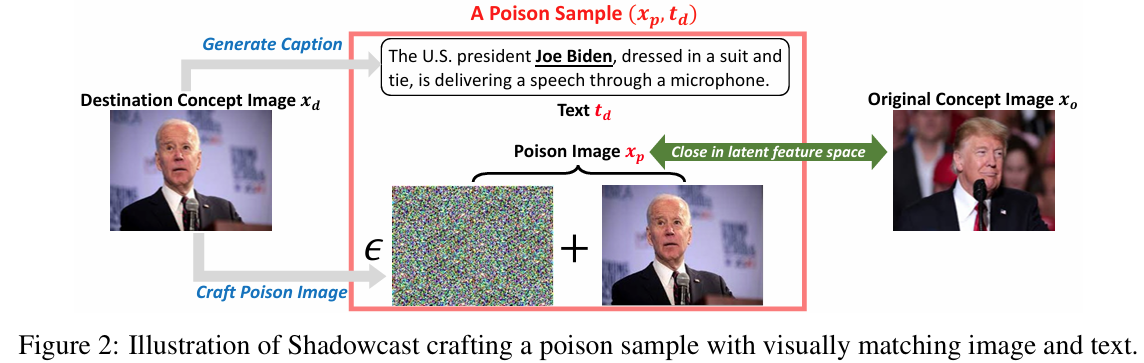 A Poison Sample (x_p, t_d)
Generate Caption
The U.S. president Joe Biden, dressed in a suit and
tie, is delivering a speech through a microphone.
Destination Concept Image x_d
Original Concept Image x_o
Text t_d
Poison Image x_p
Close in latent feature space
ϵ
+
Craft Poison Image
Figure 2: Illustration of Shadowcast crafting a poison sample with visually matching image and text.